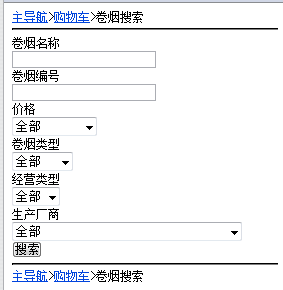 主导航>购物车>卷烟搜索
卷烟名称
卷烟编号
价格
全部
卷烟类型
全部
经营类型
全部
生产厂商
全部
搜索
主导航>购物车>卷烟搜索